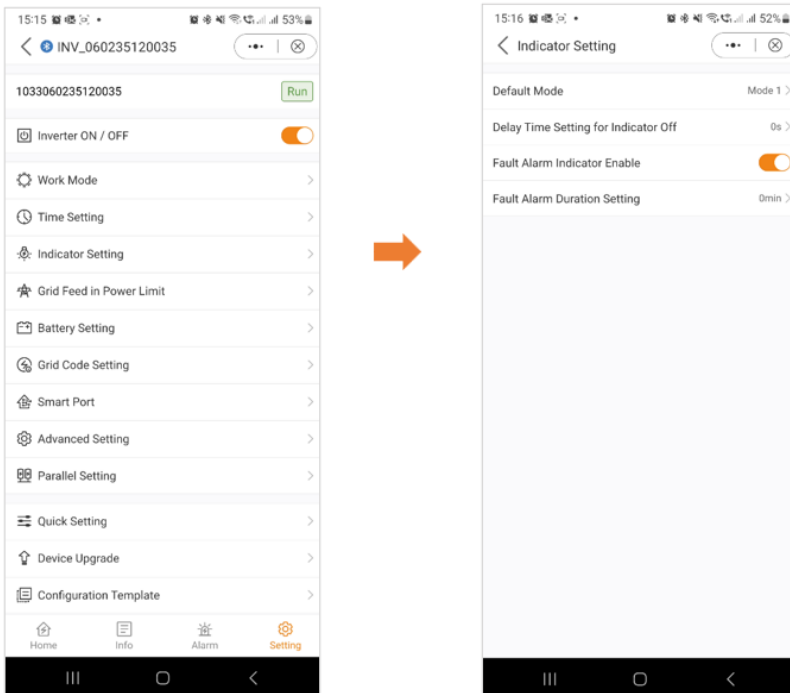 15:15 53%
INV_060235120035
1033060235120035 Run
Inverter ON / OFF
Work Mode
Time Setting
Indicator Setting
Grid Feed in Power Limit
Battery Setting
Grid Code Setting
Smart Port
Advanced Setting
Parallel Setting
Quick Setting
Device Upgrade
Configuration Template
Home Info Alarm Setting
15:16 52%
Indicator Setting
Default Mode Mode 1
Delay Time Setting for Indicator Off 0s
Fault Alarm Indicator Enable
Fault Alarm Duration Setting 0min